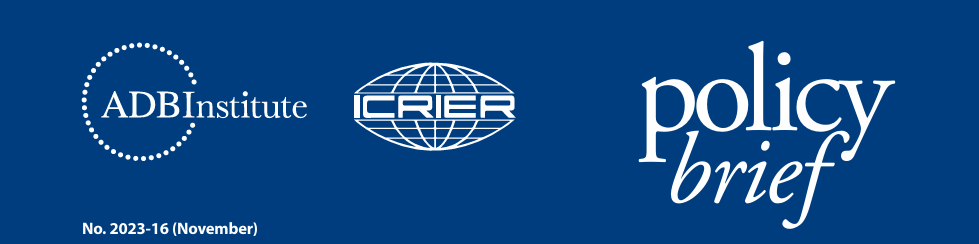 ADBInstitute
ICRIER
policy
brief
No. 2023-16 (November)